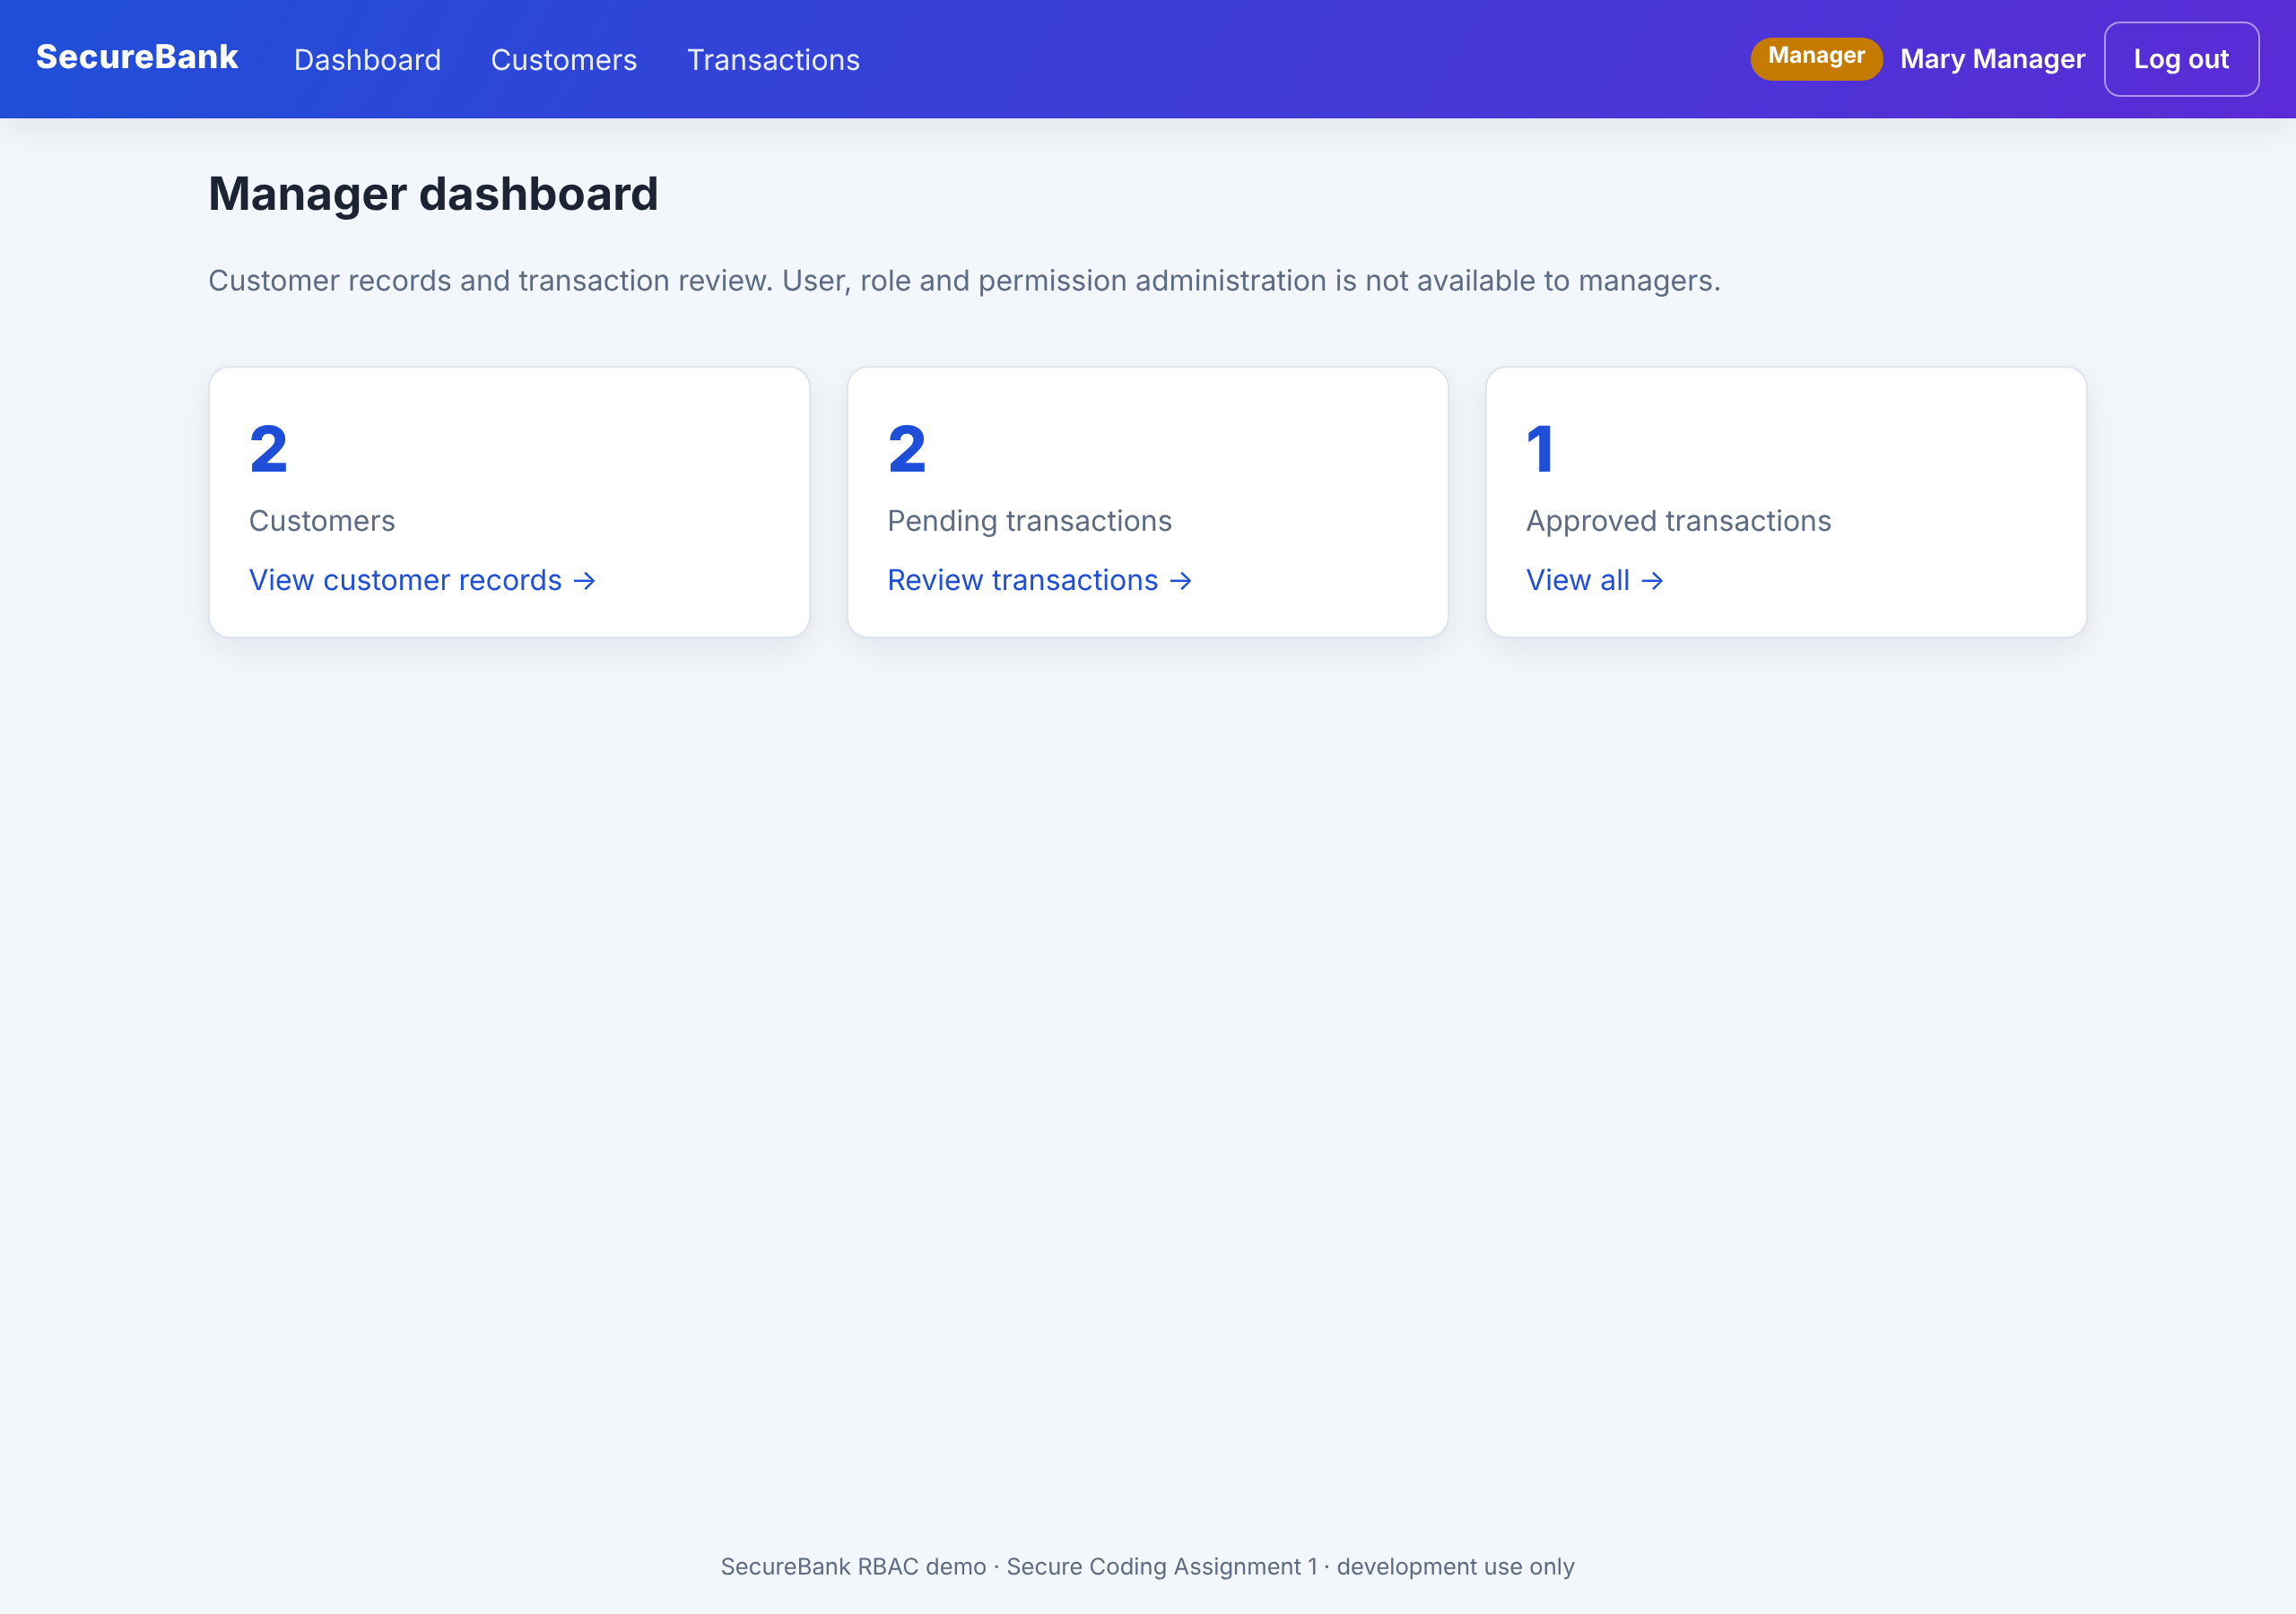 SecureBank Dashboard Customers Transactions Manager Mary Manager Log out
Manager dashboard
Customer records and transaction review. User, role and permission administration is not available to managers.
2
Customers
View customer records →
2
Pending transactions
Review transactions →
1
Approved transactions
View all →
SecureBank RBAC demo · Secure Coding Assignment 1 · development use only